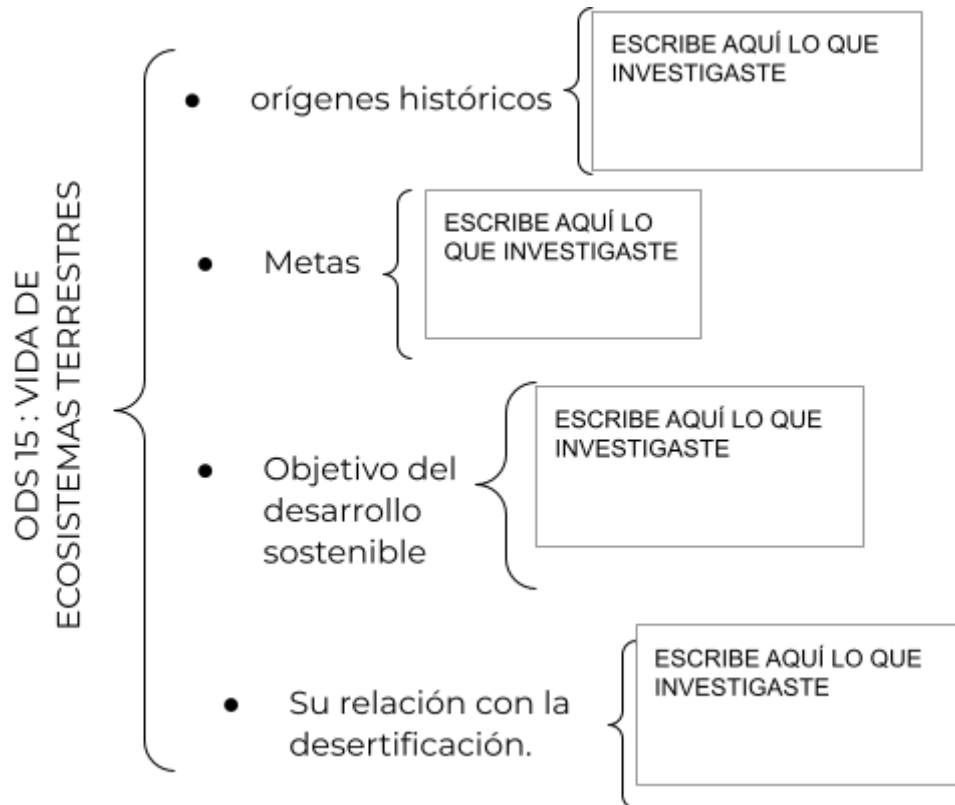 ODS 15 : VIDA DE
ECOSISTEMAS TERRESTRES
• orígenes históricos
ESCRIBE AQUÍ LO QUE
INVESTIGASTE
• Metas
ESCRIBE AQUÍ LO
QUE INVESTIGASTE
• Objetivo del
desarrollo
sostenible
ESCRIBE AQUÍ LO QUE
INVESTIGASTE
• Su relación con la
desertificación.
ESCRIBE AQUÍ LO QUE
INVESTIGASTE